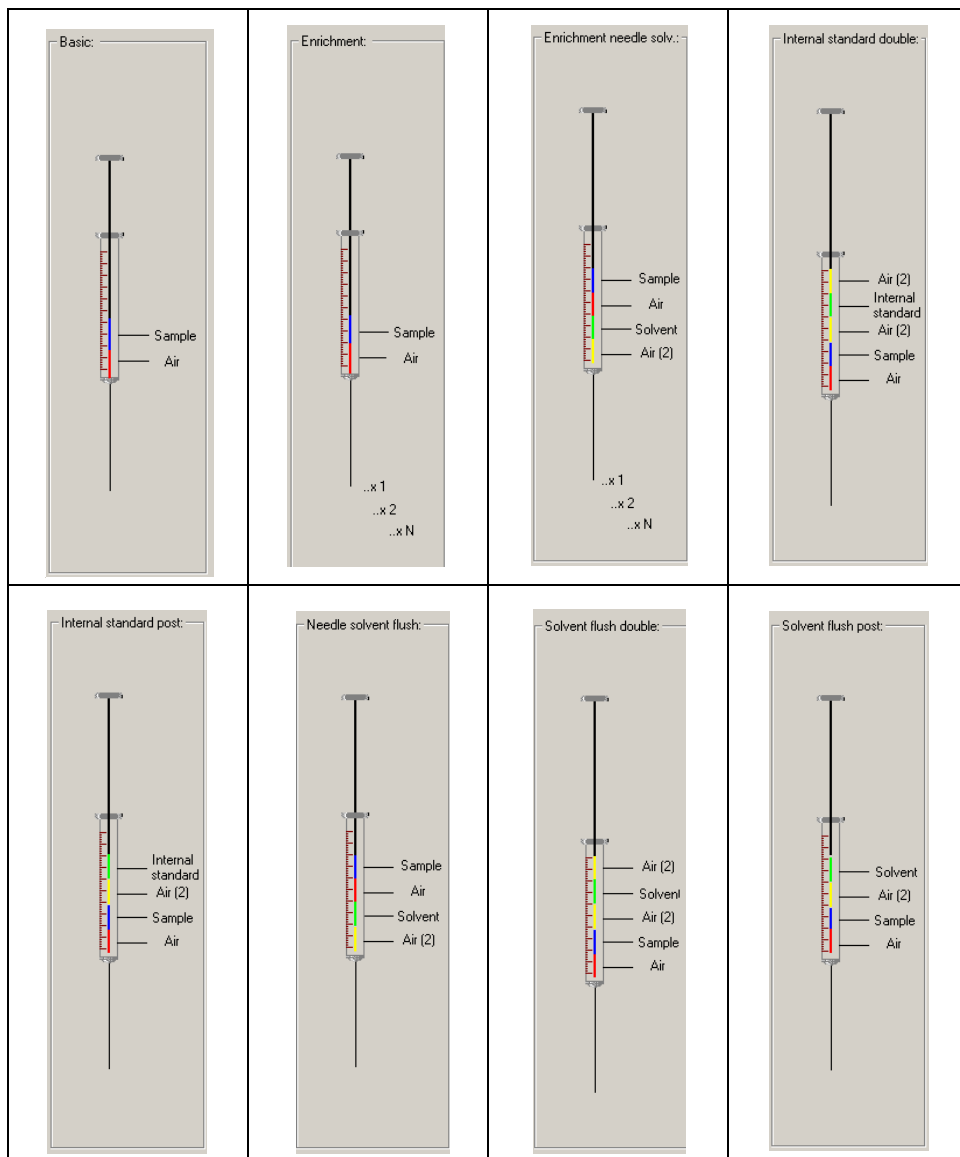 Basic:
Sample
Air
Enrichment:
Sample
Air
..x 1
..x 2
..x N
Enrichment needle solv.:
Sample
Air
Solvent
Air (2)
..x 1
..x 2
..x N
Internal standard double:
Air (2)
Internal
standard
Air (2)
Sample
Air
Internal standard post:
Internal
standard
Air (2)
Sample
Air
Needle solvent flush:
Sample
Air
Solvent
Air (2)
Solvent flush double:
Air (2)
Solvent
Air (2)
Sample
Air
Solvent flush post:
Solvent
Air (2)
Sample
Air